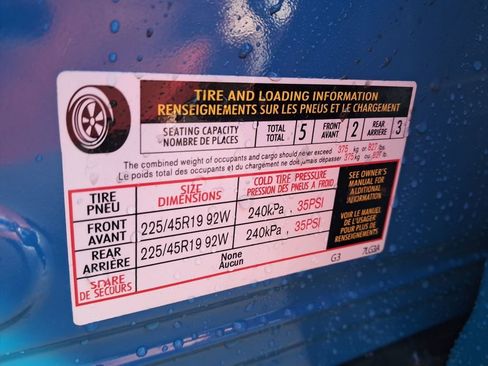 TIRE AND LOADING INFORMATION
RENSEIGNEMENTS SUR LES PNEUS ET LE CHARGEMENT
SEATING CAPACITY
NOMBRE DE PLACES
TOTAL
TOTAL
5
FRONT
AVANT
2
REAR
ARRIÈRE
3
The combined weight of occupants and cargo should never exceed 375 kg or 827 lbs.
Le poids total des occupants et du chargement ne doit jamais dépasser 375 kg ou 827 lb.
TIRE
PNEU
SIZE
DIMENSIONS
COLD TIRE PRESSURE
PRESSION DES PNEUS A FROID
FRONT
AVANT
225/45R19 92W
240kPa , 35PSI
REAR
ARRIÈRE
225/45R19 92W
240kPa , 35PSI
SPARE
DE SECOURS
None
Aucun
SEE OWNER'S
MANUAL FOR
ADDITIONAL
INFORMATION
VOIR LE MANUEL
DE L'USAGER
POUR PLUS DE
RENSEIGNEMENTS
G3
7LG3A